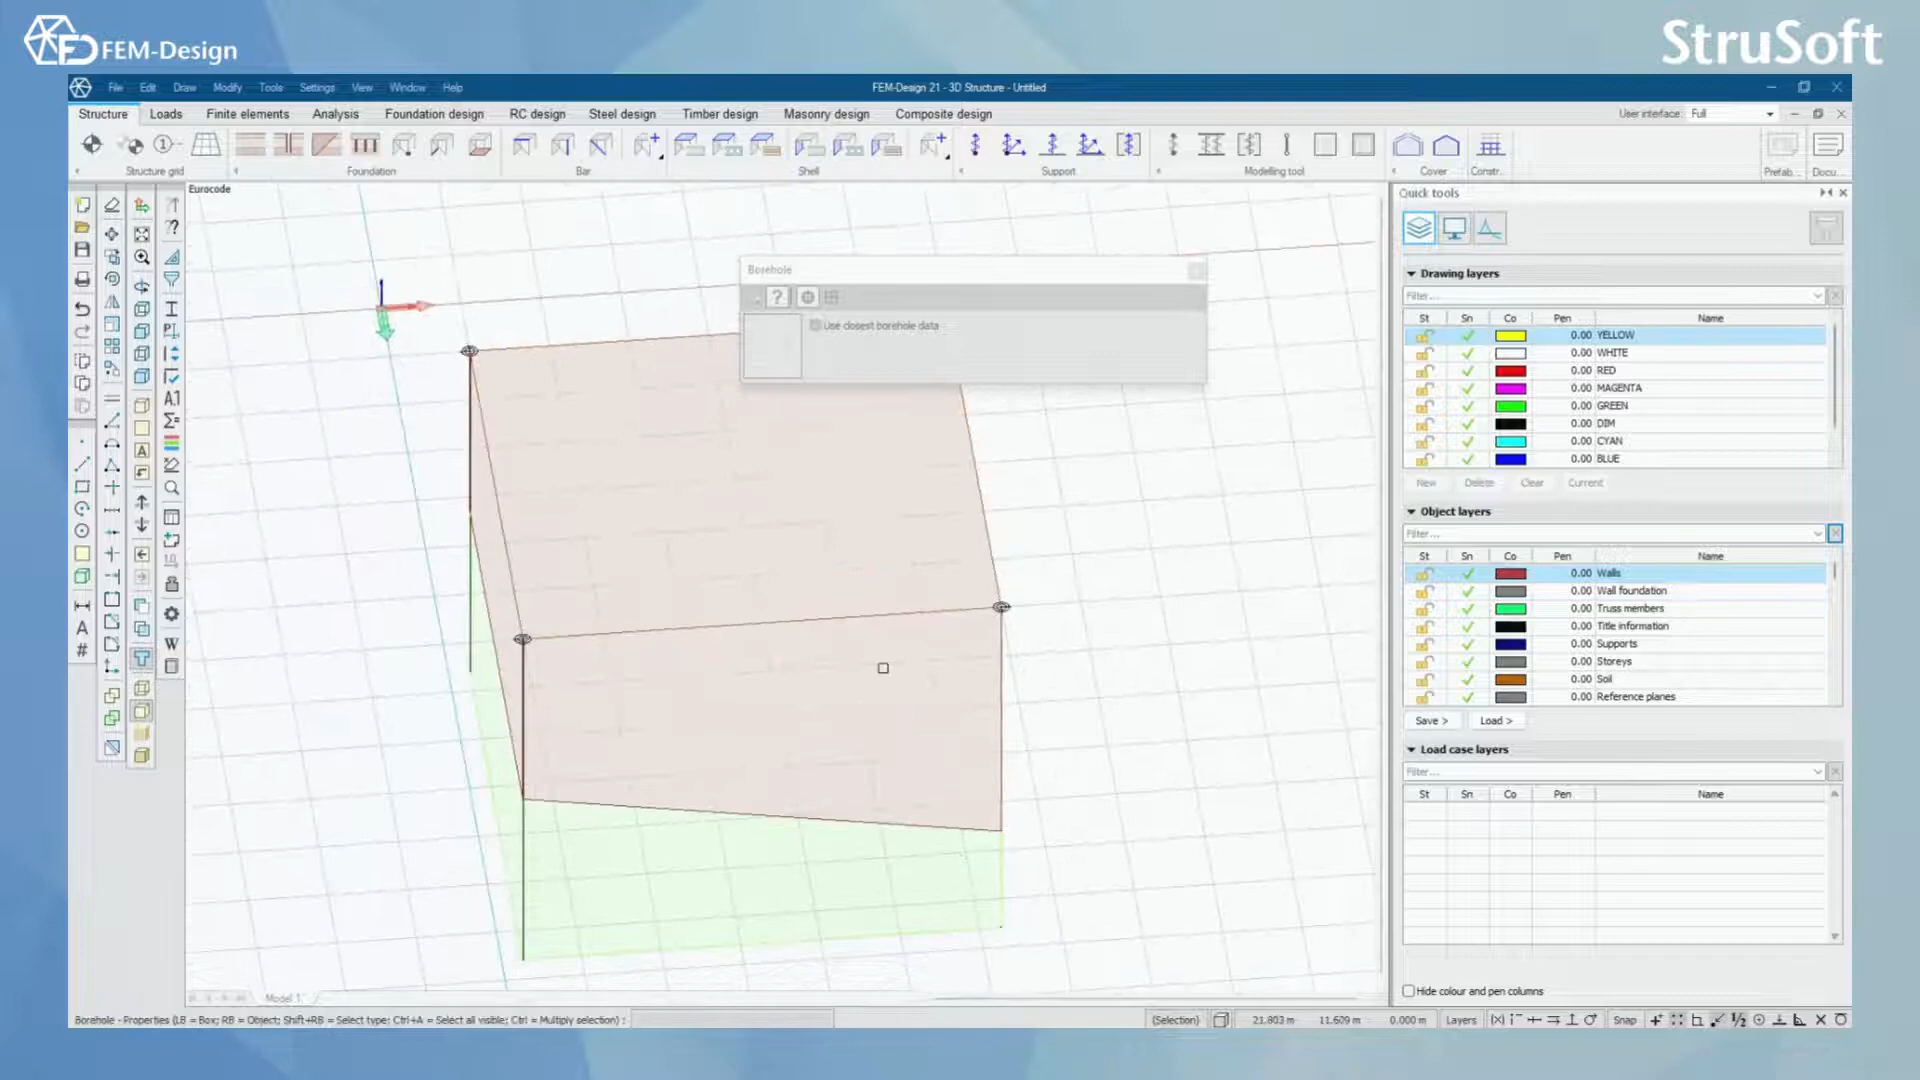 FEM-Design
StruSoft
File Edit Draw Modify Tools Settings View Window Help
FEM-Design 21 - 3D Structure - Untitled
Structure Loads Finite elements Analysis Foundation design RC design Steel design Timber design Masonry design Composite design
User interface: Full
Structure grid Foundation Bar Shell Support Modelling tool Cover Constr... Prefab... Docu...
Eurocode
Quick tools
Borehole
Use closest borehole data
Drawing layers
Filter...
St Sn Co Pen Name
0.00 YELLOW
0.00 WHITE
0.00 RED
0.00 MAGENTA
0.00 GREEN
0.00 DIM
0.00 CYAN
0.00 BLUE
New Delete Clear Current
Object layers
Filter...
St Sn Co Pen Name
0.00 Walls
0.00 Wall foundation
0.00 Truss members
0.00 Title information
0.00 Supports
0.00 Storeys
0.00 Soil
0.00 Reference planes
Save > Load >
Load case layers
Filter...
St Sn Co Pen Name
Hide colour and pen columns
Model 1
Borehole - Properties (LB = Box; RB = Object; Shift+RB = Select type; Ctrl+A = Select all visible; Ctrl = Multiply selection) :
(Selection) 21.803 m 11.609 m 0.000 m Layers Snap